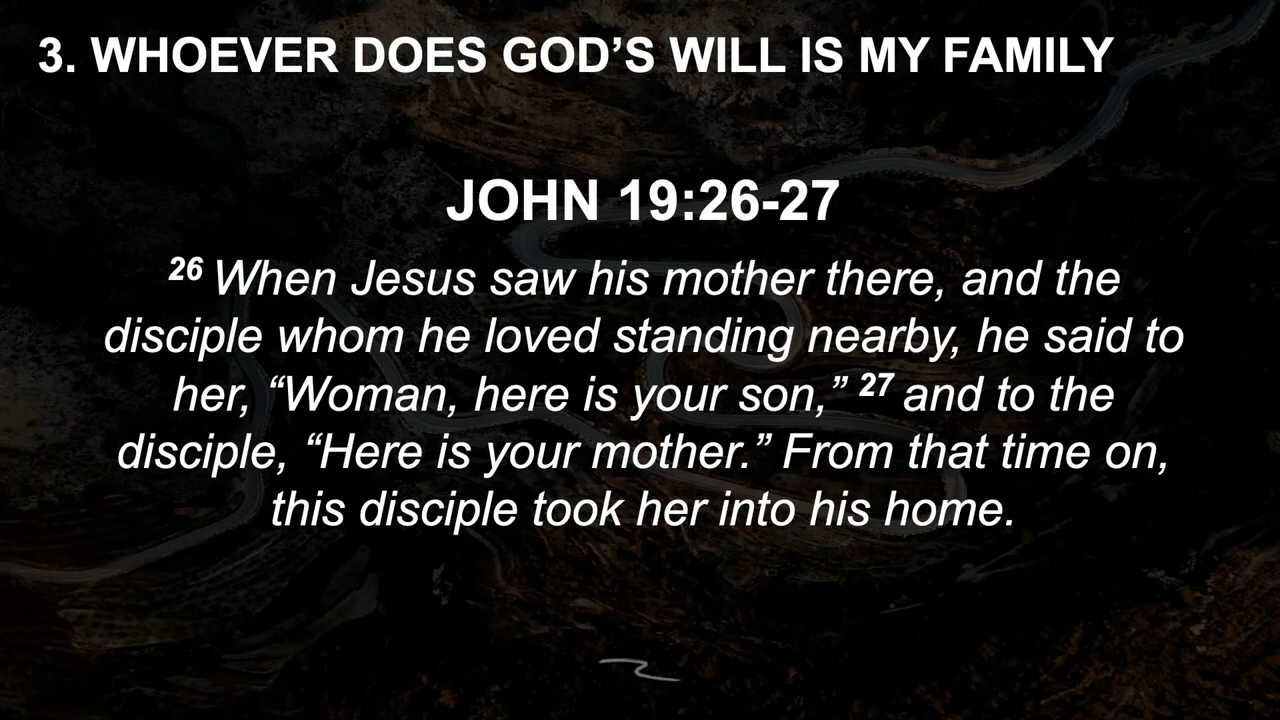 3. WHOEVER DOES GOD’S WILL IS MY FAMILY
JOHN 19:26-27
26 When Jesus saw his mother there, and the
disciple whom he loved standing nearby, he said to
her, “Woman, here is your son,” 27 and to the
disciple, “Here is your mother.” From that time on,
this disciple took her into his home.